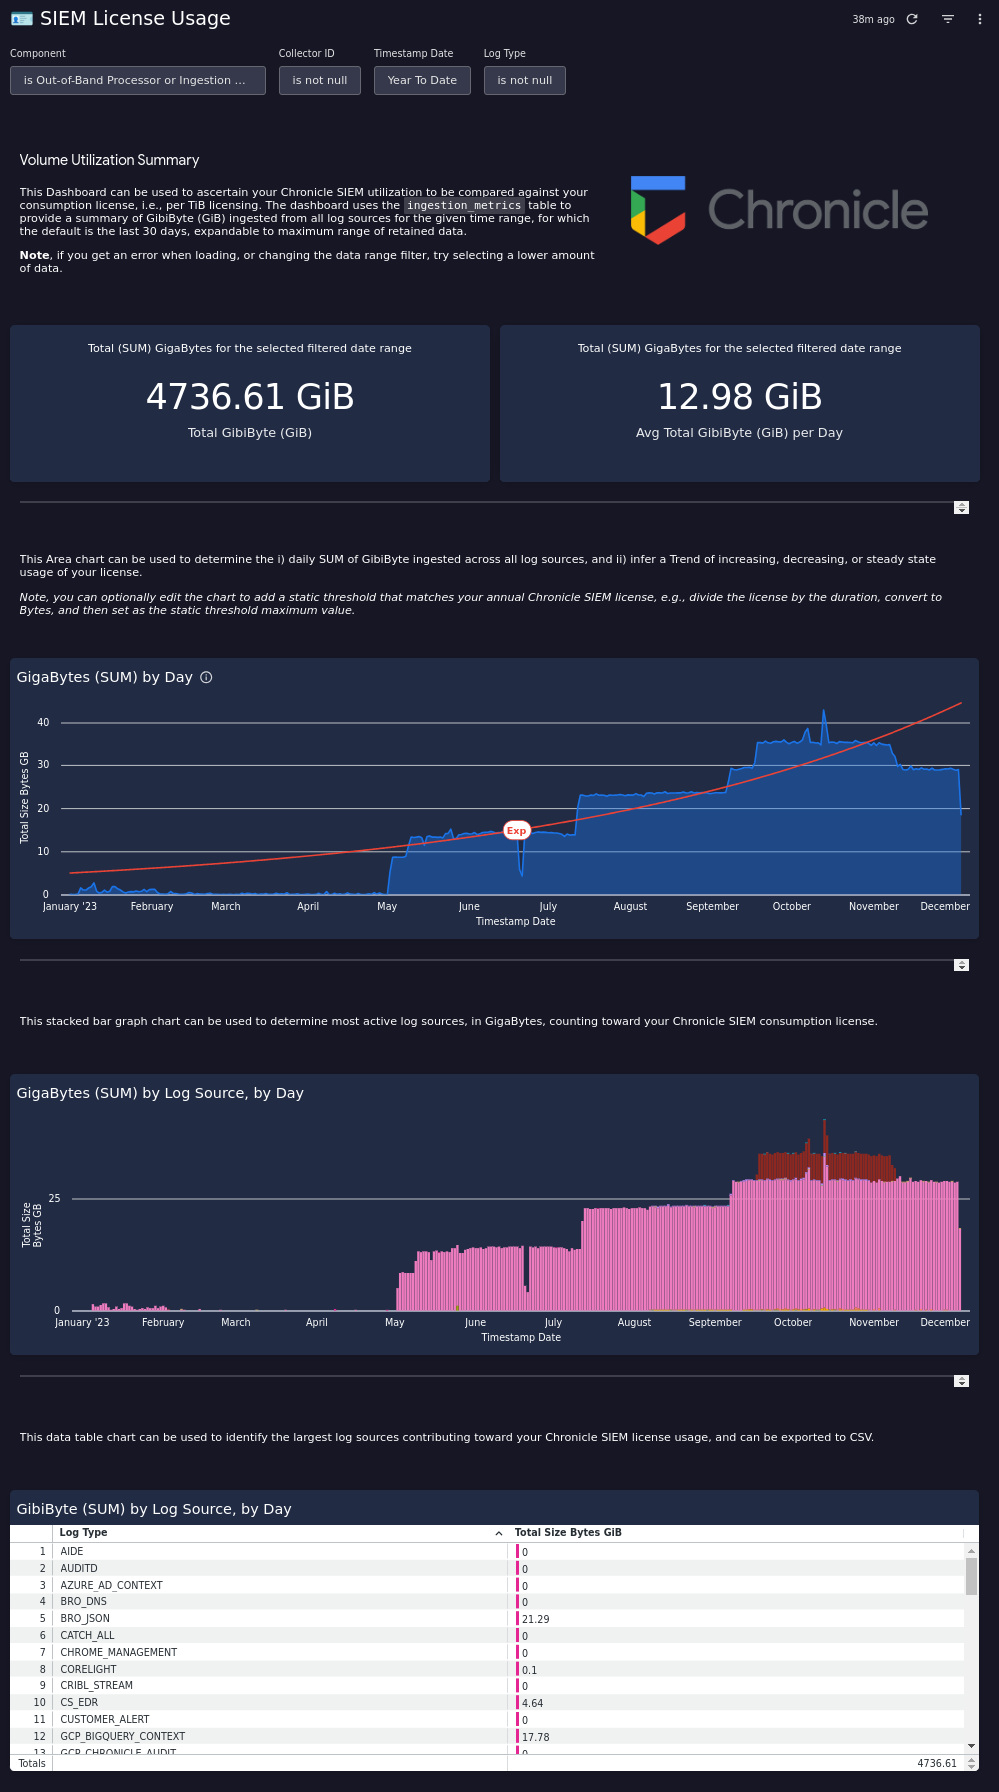 SIEM License Usage
38m ago
Component
Collector ID
Timestamp Date
Log Type
is Out-of-Band Processor or Ingestion ...
is not null
Year To Date
is not null
Volume Utilization Summary
This Dashboard can be used to ascertain your Chronicle SIEM utilization to be compared against your
consumption license, i.e., per TiB licensing. The dashboard uses the ingestion_metrics table to
provide a summary of GibiByte (GiB) ingested from all log sources for the given time range, for which
the default is the last 30 days, expandable to maximum range of retained data.
Note, if you get an error when loading, or changing the data range filter, try selecting a lower amount
of data.
Chronicle
Total (SUM) GigaBytes for the selected filtered date range
4736.61 GiB
Total GibiByte (GiB)
Total (SUM) GigaBytes for the selected filtered date range
12.98 GiB
Avg Total GibiByte (GiB) per Day
This Area chart can be used to determine the i) daily SUM of GibiByte ingested across all log sources, and ii) infer a Trend of increasing, decreasing, or steady state
usage of your license.
Note, you can optionally edit the chart to add a static threshold that matches your annual Chronicle SIEM license, e.g., divide the license by the duration, convert to
Bytes, and then set as the static threshold maximum value.
GigaBytes (SUM) by Day
Total Size Bytes GB
40
30
20
10
0
Exp
January '23 February March April May June July August September October November December
Timestamp Date
This stacked bar graph chart can be used to determine most active log sources, in GigaBytes, counting toward your Chronicle SIEM consumption license.
GigaBytes (SUM) by Log Source, by Day
Total Size
Bytes GB
25
0
January '23 February March April May June July August September October November December
Timestamp Date
This data table chart can be used to identify the largest log sources contributing toward your Chronicle SIEM license usage, and can be exported to CSV.
GibiByte (SUM) by Log Source, by Day
Log Type Total Size Bytes GiB
1 AIDE 0
2 AUDITD 0
3 AZURE_AD_CONTEXT 0
4 BRO_DNS 0
5 BRO_JSON 21.29
6 CATCH_ALL 0
7 CHROME_MANAGEMENT 0
8 CORELIGHT 0.1
9 CRIBL_STREAM 0
10 CS_EDR 4.64
11 CUSTOMER_ALERT 0
12 GCP_BIGQUERY_CONTEXT 17.78
13 GCP_CHRONICLE_AUDIT 0
Totals 4736.61